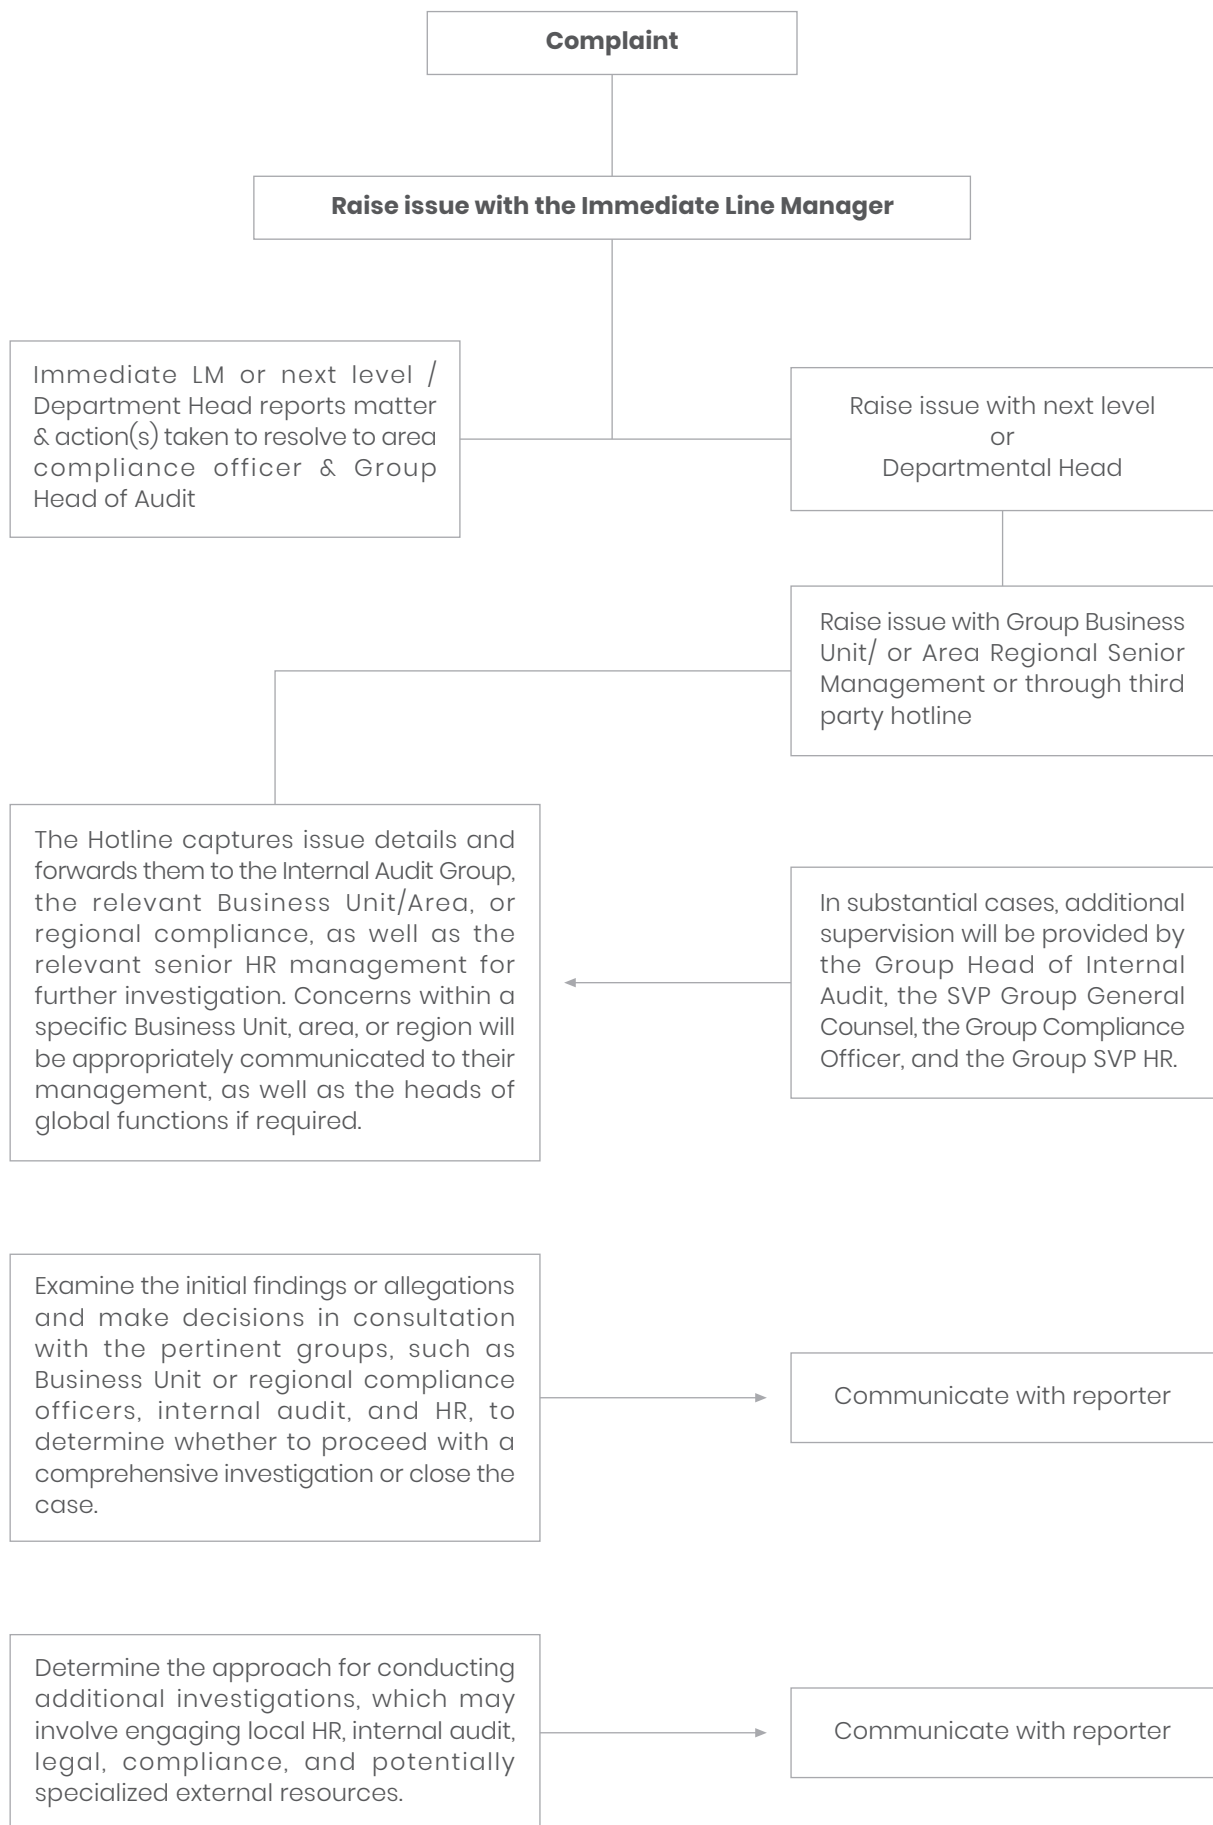 Complaint
Raise issue with the Immediate Line Manager
Immediate LM or next level /
Department Head reports matter
& action(s) taken to resolve to area
compliance officer & Group
Head of Audit
Raise issue with next level
or
Departmental Head
Raise issue with Group Business
Unit/ or Area Regional Senior
Management or through third
party hotline
The Hotline captures issue details and
forwards them to the Internal Audit Group,
the relevant Business Unit/Area, or
regional compliance, as well as the
relevant senior HR management for
further investigation. Concerns within a
specific Business Unit, area, or region will
be appropriately communicated to their
management, as well as the heads of
global functions if required.
In substantial cases, additional
supervision will be provided by
the Group Head of Internal
Audit, the SVP Group General
Counsel, the Group Compliance
Officer, and the Group SVP HR.
Examine the initial findings or allegations
and make decisions in consultation
with the pertinent groups, such as
Business Unit or regional compliance
officers, internal audit, and HR, to
determine whether to proceed with a
comprehensive investigation or close the
case.
Communicate with reporter
Determine the approach for conducting
additional investigations, which may
involve engaging local HR, internal audit,
legal, compliance, and potentially
specialized external resources.
Communicate with reporter